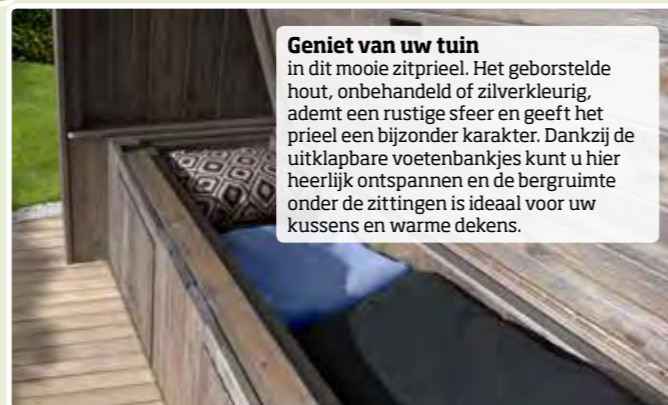 Geniet van uw tuin
in dit mooie zitprieel. Het geborstelde
hout, onbehandeld of zilverkleurig,
ademt een rustige sfeer en geeft het
prieel een bijzonder karakter. Dankzij de
uitklapbare voetenbankjes kunt u hier
heerlijk ontspannen en de bergruimte
onder de zittingen is ideaal voor uw
kussens en warme dekens.